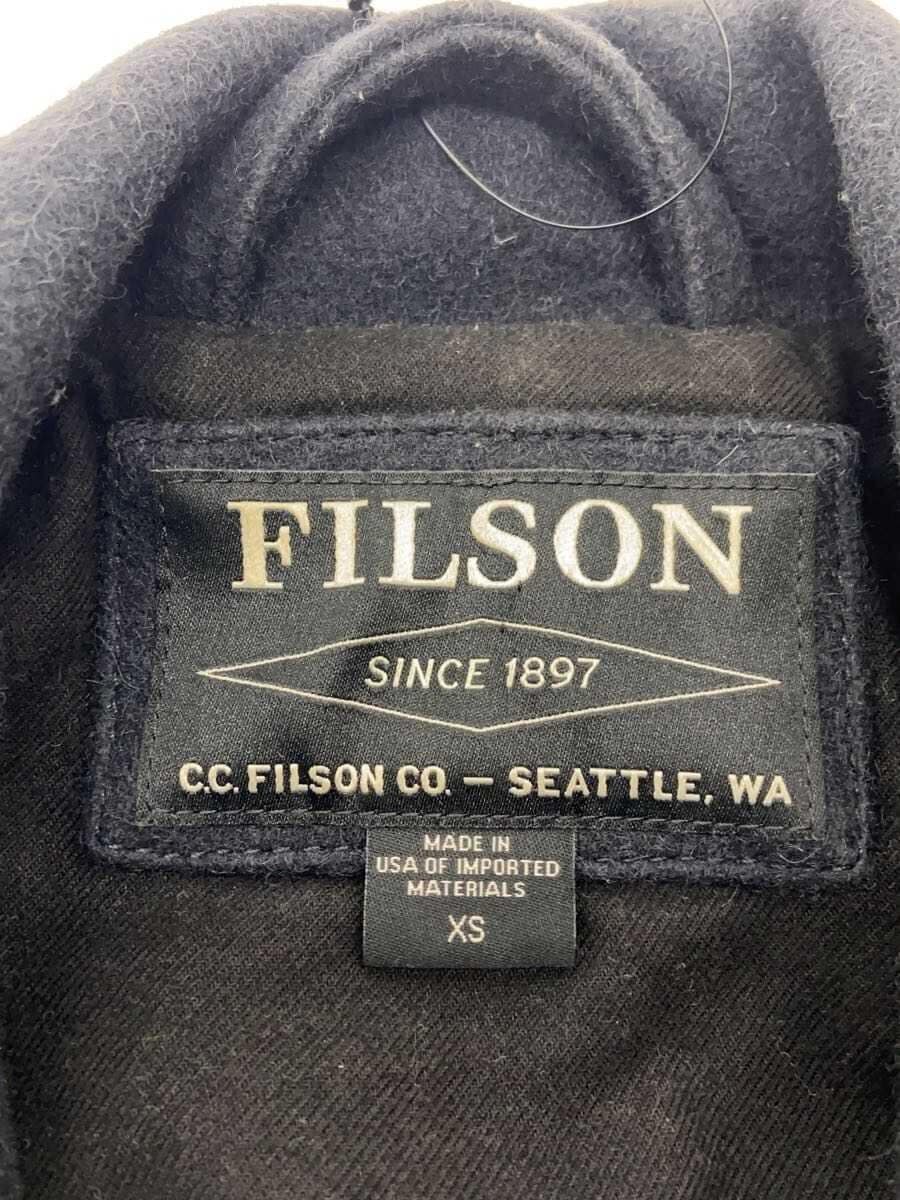 FILSON
SINCE 1897
C.C. FILSON CO. — SEATTLE, WA
MADE IN
USA OF IMPORTED
MATERIALS
XS